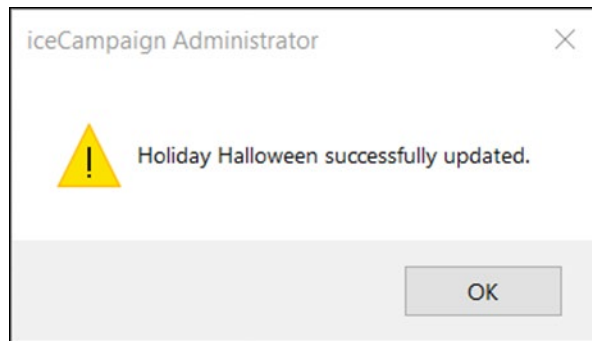 iceCampaign Administrator
Holiday Halloween successfully updated.
OK